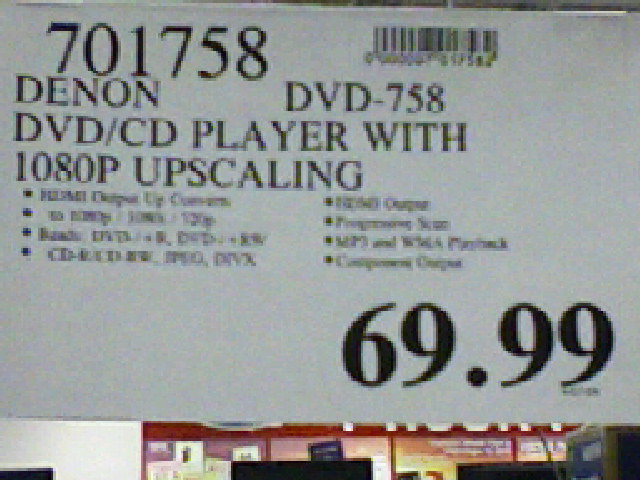 701758
DENON DVD-758
DVD/CD PLAYER WITH
1080P UPSCALING
• HDMI Output Up Converts
• to 1080p / 1080i / 720p
• Reads: DVD-/+R, DVD-/+RW
• CD-R/CD-RW, JPEG, DIVX
• HDMI Output
• Progressive Scan
• MP3 and WMA Playback
• Component Output
69.99